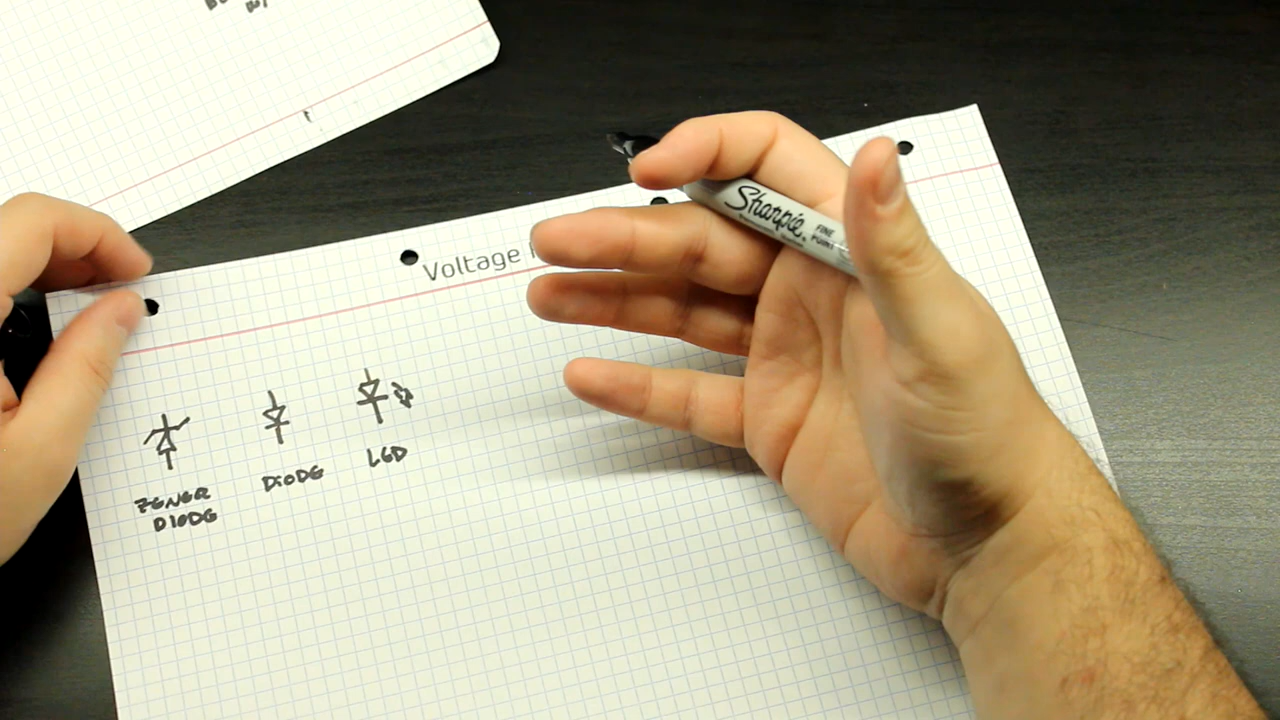 Voltage
Sharpie.
FINE
POINT
ZENER
DIODE
DIODE
LED